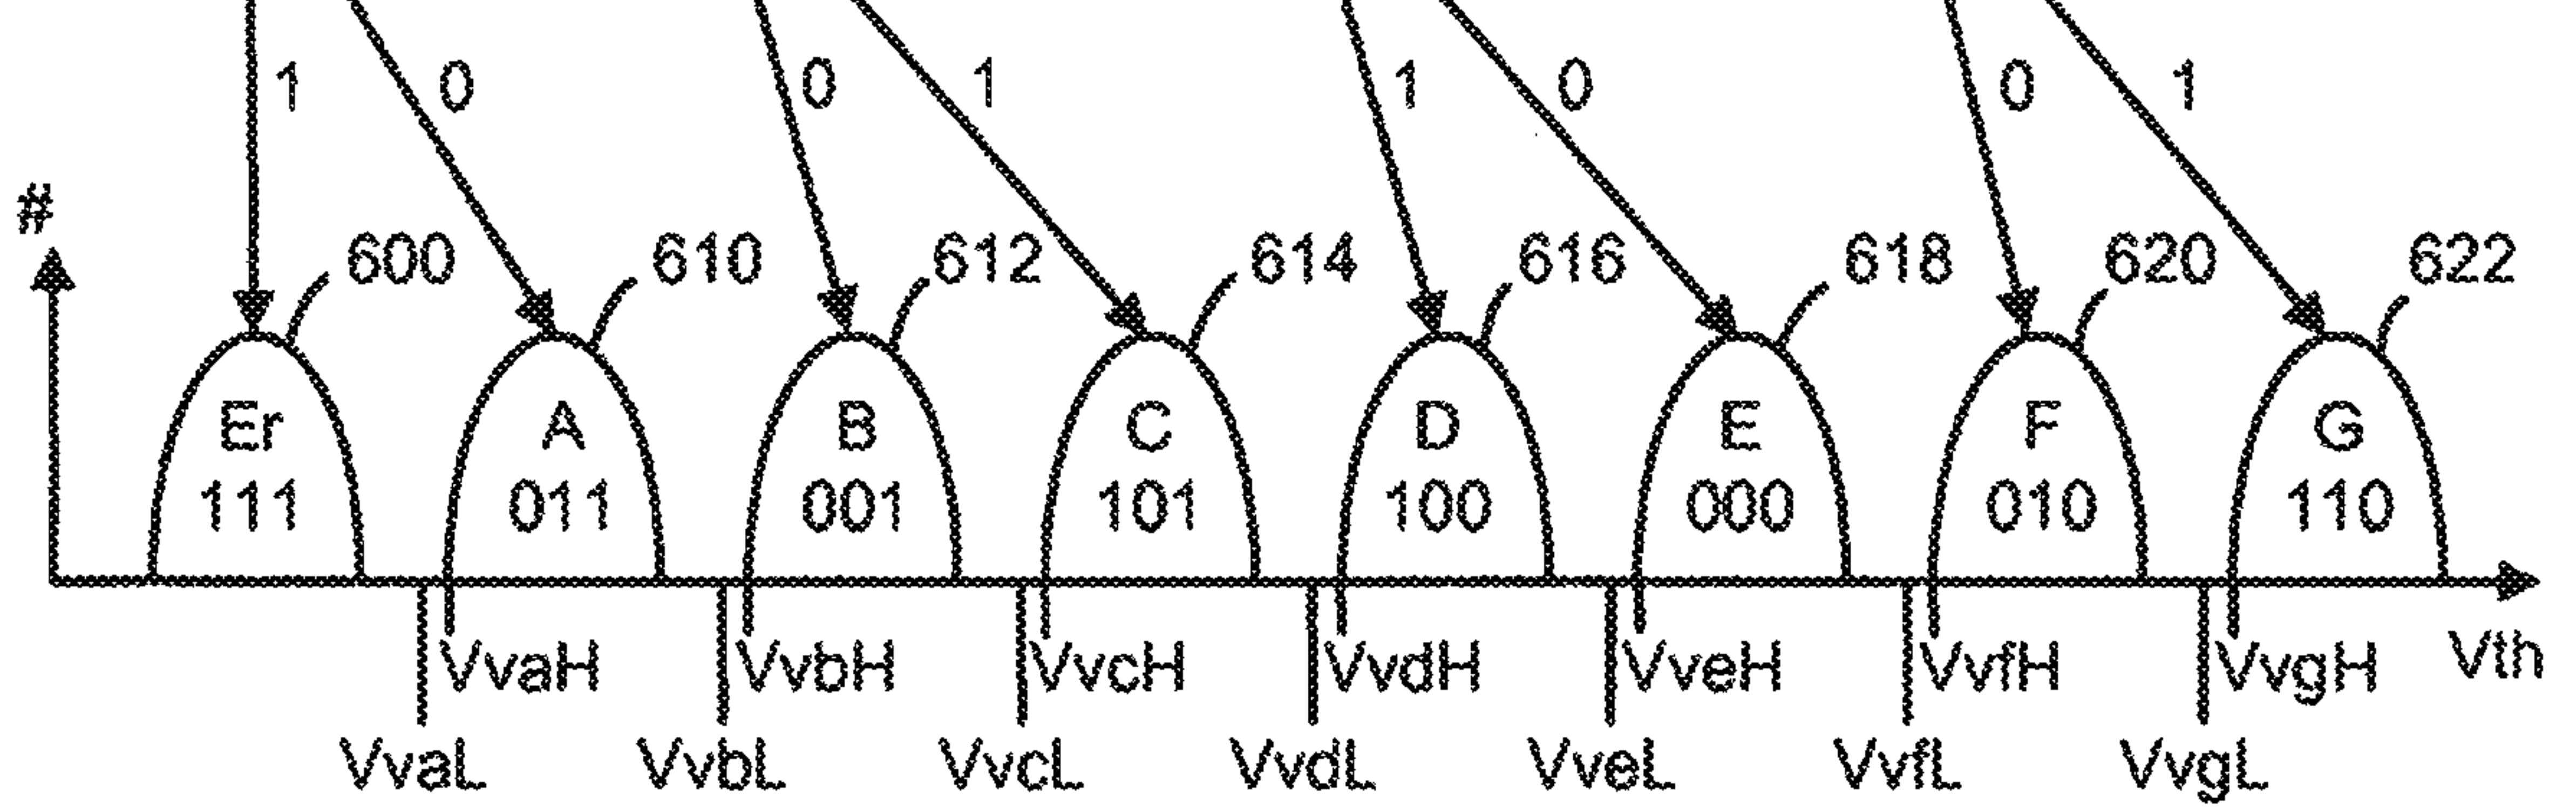 1 0 0 1 1 0 0 1
#
600 610 612 614 616 618 620 622
Er A B C D E F G
111 011 001 101 100 000 010 110
VvaH VvbH VvcH VvdH VveH VvfH VvgH Vth
VvaL VvbL VvcL VvdL VveL VvfL VvgL